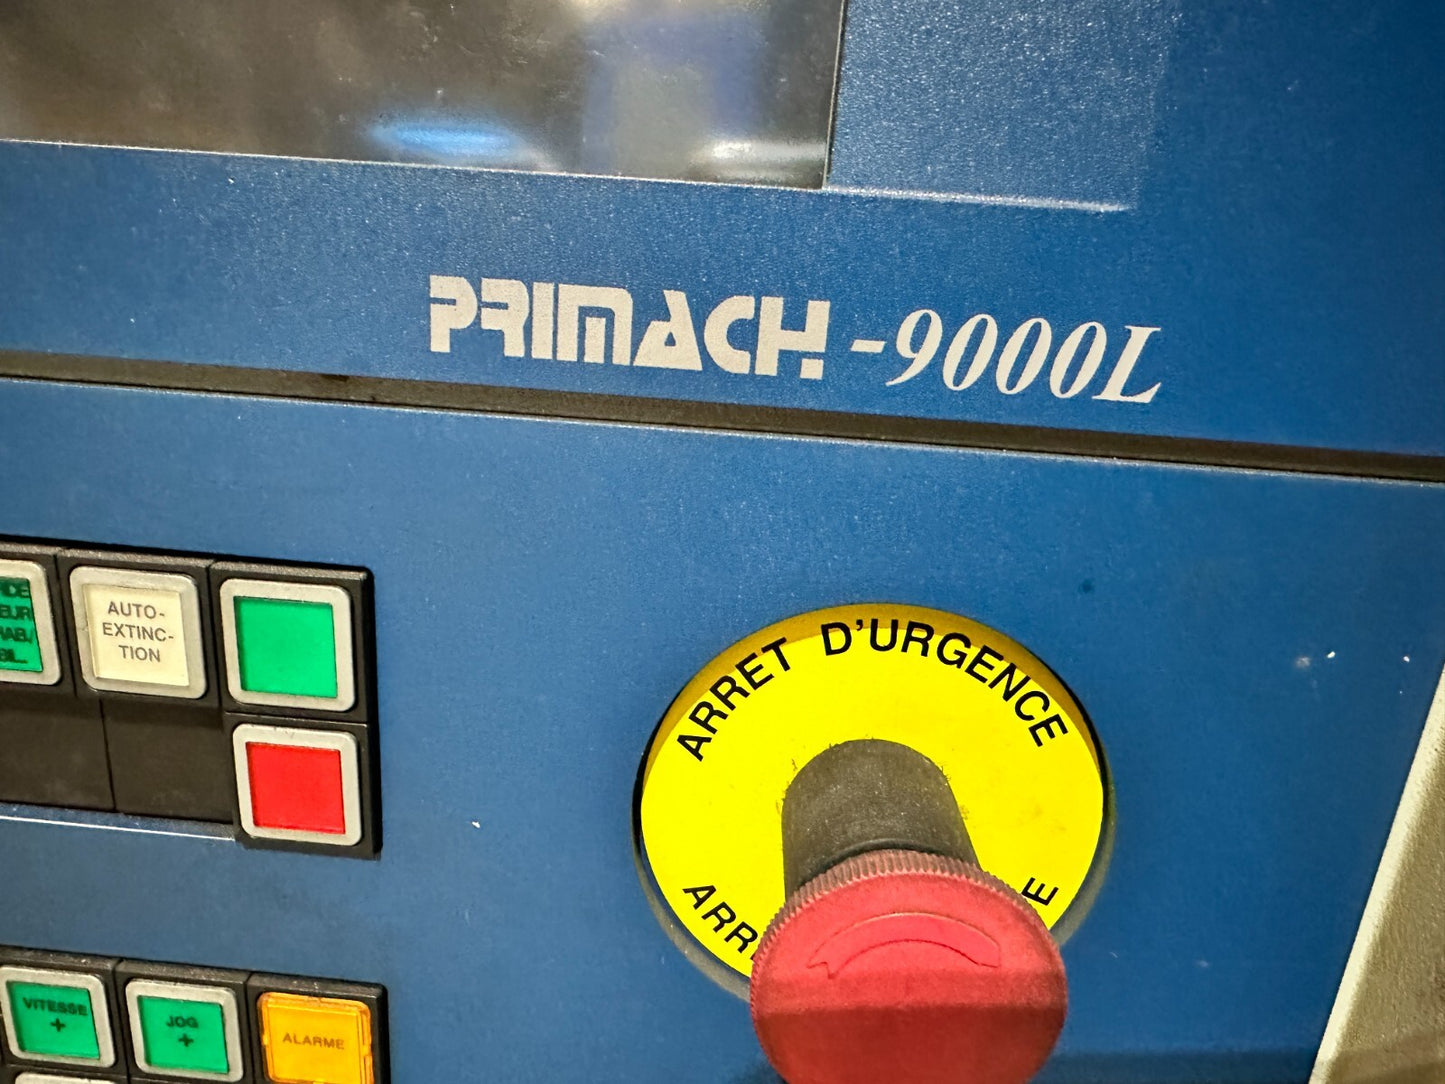 PRIMACH-9000L
AUTO-
EXTINC-
TION
ARRET D'URGENCE
VITESSE
+
JOG
+
ALARME